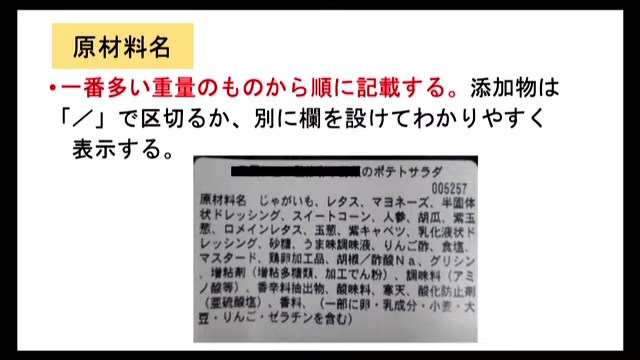 原材料名
•一番多い重量のものから順に記載する。添加物は
「／」で区切るか、別に欄を設けてわかりやすく
表示する。
のポテトサラダ
005257
原材料名 じゃがいも、レタス、マヨネーズ、半固体
状ドレッシング、スイートコーン、人参、胡瓜、紫玉
葱、ロメインレタス、玉葱、紫キャベツ、乳化液状ド
レッシング、砂糖、うま味調味液、りんご酢、食塩、
マスタード、鶏卵加工品、胡椒／酢酸Ｎａ、グリシン
、増粘剤（増粘多糖類、加工でん粉）、調味料（アミ
ノ酸等）、香辛料抽出物、酸味料、寒天、酸化防止剤
（亜硫酸塩）、香料、（一部に卵・乳成分・小麦・大
豆・りんご・ゼラチンを含む）